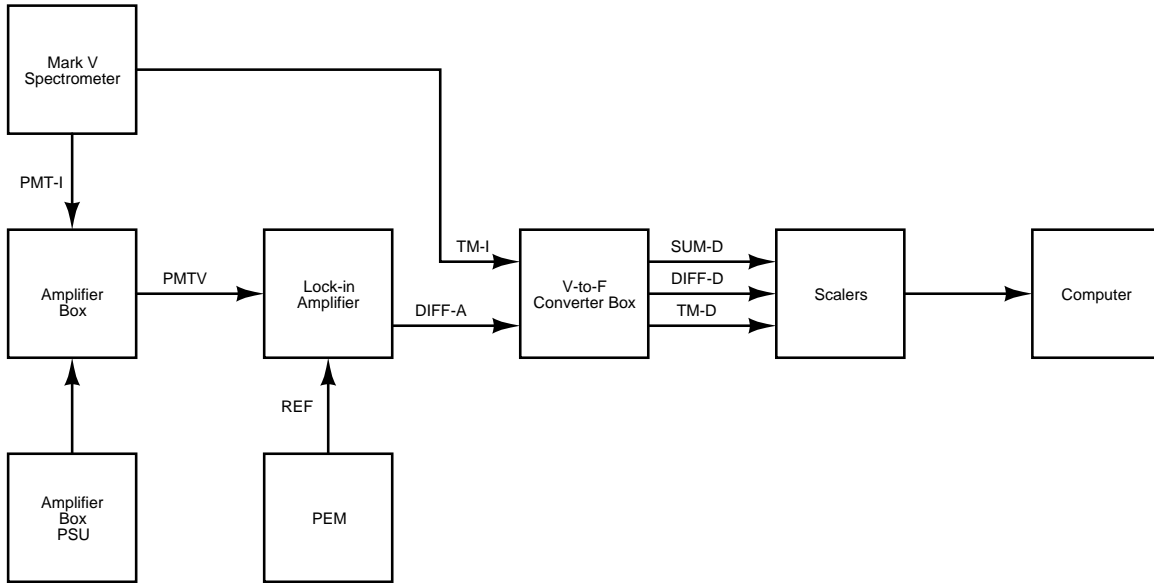 Mark V
Spectrometer
PMT-I
TM-I
SUM-D
PMTV
Amplifier
Box
Lock-in
Amplifier
V-to-F
Converter Box
DIFF-D
Scalers
Computer
DIFF-A
TM-D
REF
Amplifier
Box
PSU
PEM